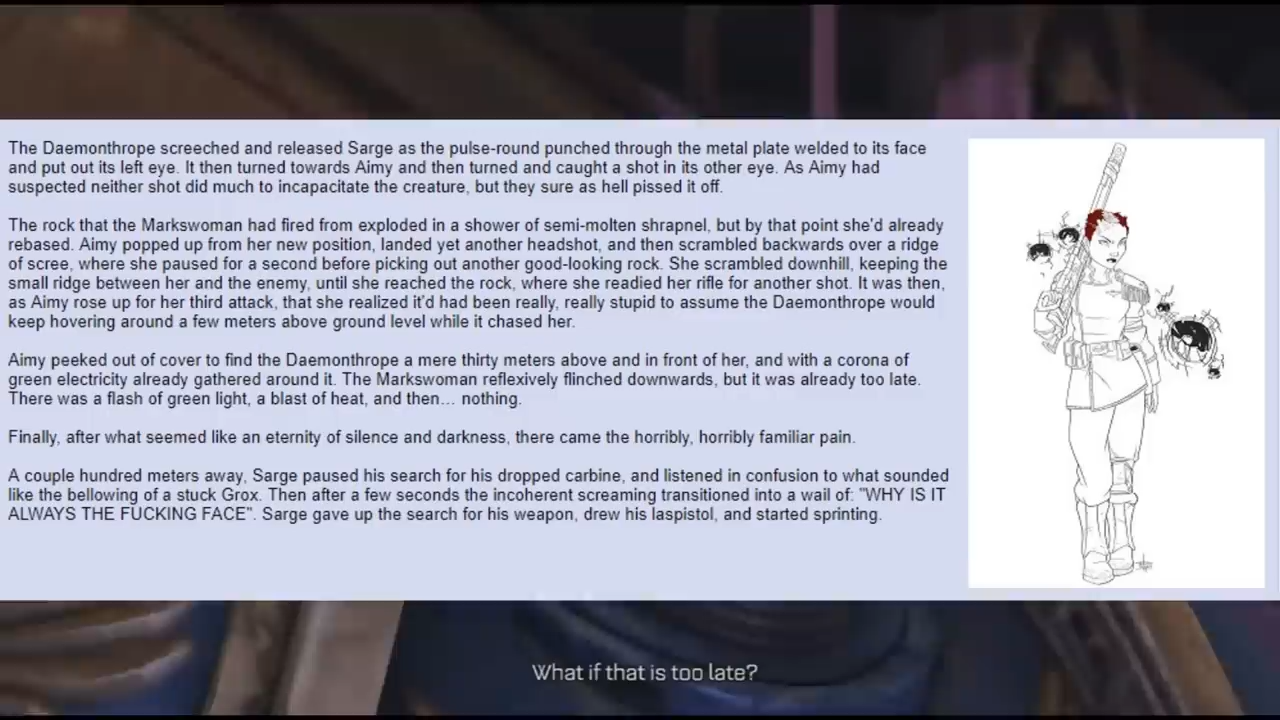 The Daemonthrope screeched and released Sarge as the pulse-round punched through the metal plate welded to its face
and put out its left eye. It then turned towards Aimy and then turned and caught a shot in its other eye. As Aimy had
suspected neither shot did much to incapacitate the creature, but they sure as hell pissed it off.
The rock that the Markswoman had fired from exploded in a shower of semi-molten shrapnel, but by that point she'd already
rebased. Aimy popped up from her new position, landed yet another headshot, and then scrambled backwards over a ridge
of scree, where she paused for a second before picking out another good-looking rock. She scrambled downhill, keeping the
small ridge between her and the enemy, until she reached the rock, where she readied her rifle for another shot. It was then,
as Aimy rose up for her third attack, that she realized it'd had been really, really stupid to assume the Daemonthrope would
keep hovering around a few meters above ground level while it chased her.
Aimy peeked out of cover to find the Daemonthrope a mere thirty meters above and in front of her, and with a corona of
green electricity already gathered around it. The Markswoman reflexively flinched downwards, but it was already too late.
There was a flash of green light, a blast of heat, and then… nothing.
Finally, after what seemed like an eternity of silence and darkness, there came the horribly, horribly familiar pain.
A couple hundred meters away, Sarge paused his search for his dropped carbine, and listened in confusion to what sounded
like the bellowing of a stuck Grox. Then after a few seconds the incoherent screaming transitioned into a wail of: "WHY IS IT
ALWAYS THE FUCKING FACE". Sarge gave up the search for his weapon, drew his laspistol, and started sprinting.
What if that is too late?